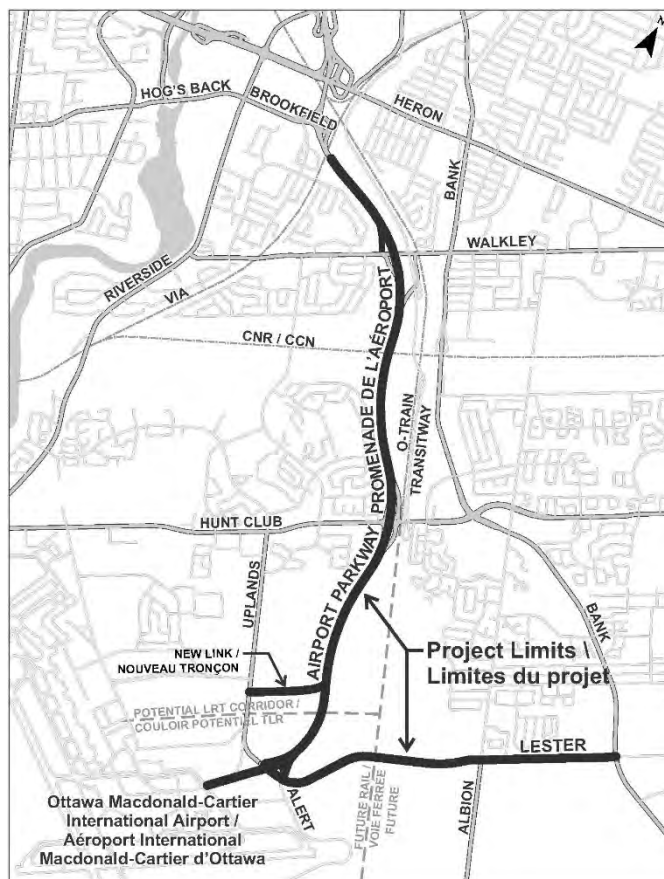 N
HOG'S BACK
BROOKFIELD
HERON
BANK
WALKLEY
RIVERSIDE
VIA
CNR / CCN
AIRPORT PARKWAY PROMENADE DE L'AÉROPORT
O-TRAIN
TRANSITWAY
HUNT CLUB
UPLANDS
BANK
NEW LINK /
NOUVEAU TRONÇON
Project Limits \
Limites du projet
POTENTIAL LRT CORRIDOR /
COULOIR POTENTIEL TLR
LESTER
ALERT
FUTURE RAIL /
VOIE FERRÉE
FUTURE
ALBION
Ottawa Macdonald-Cartier
International Airport /
Aéroport International
Macdonald-Cartier d'Ottawa